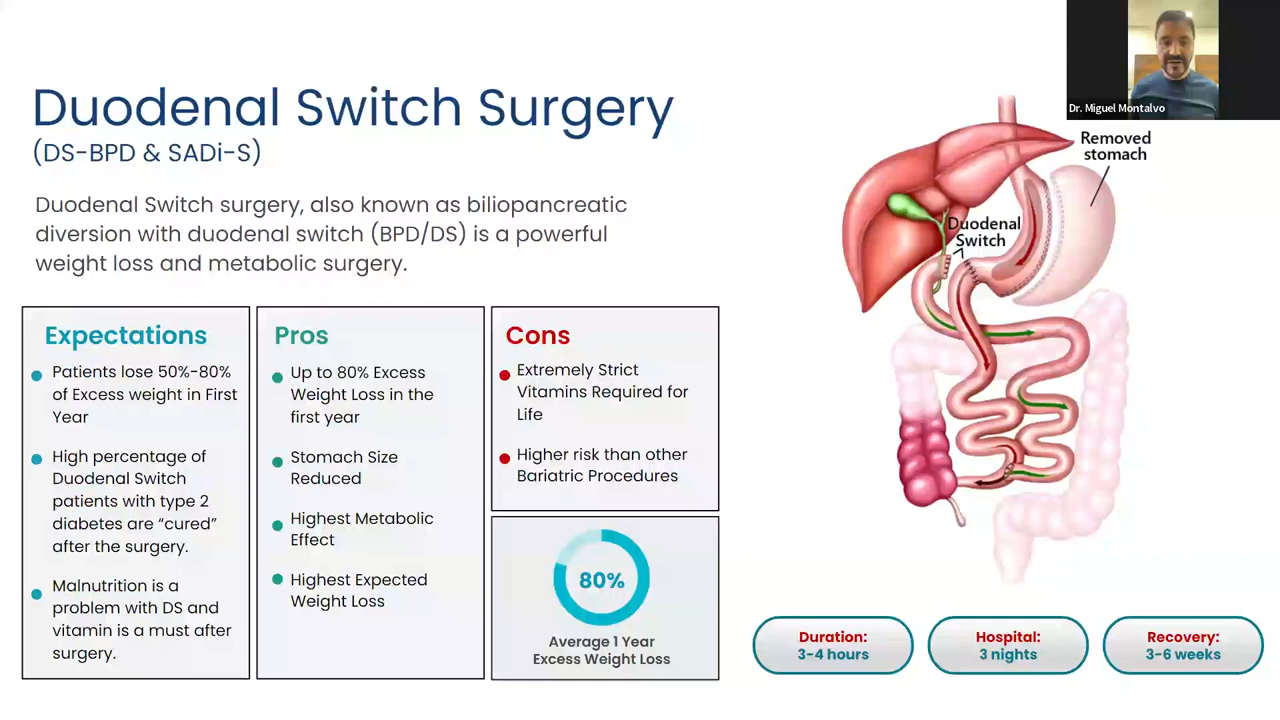 Dr. Miguel Montalvo
Duodenal Switch Surgery
(DS-BPD & SADi-S)
Duodenal Switch surgery, also known as biliopancreatic
diversion with duodenal switch (BPD/DS) is a powerful
weight loss and metabolic surgery.
Expectations
Patients lose 50%-80%
of Excess weight in First
Year
High percentage of
Duodenal Switch
patients with type 2
diabetes are “cured”
after the surgery.
Malnutrition is a
problem with DS and
vitamin is a must after
surgery.
Pros
Up to 80% Excess
Weight Loss in the
first year
Stomach Size
Reduced
Highest Metabolic
Effect
Highest Expected
Weight Loss
Cons
Extremely Strict
Vitamins Required for
Life
Higher risk than other
Bariatric Procedures
80%
Average 1 Year
Excess Weight Loss
Removed
stomach
Duodenal
Switch
Duration:
3-4 hours
Hospital:
3 nights
Recovery:
3-6 weeks